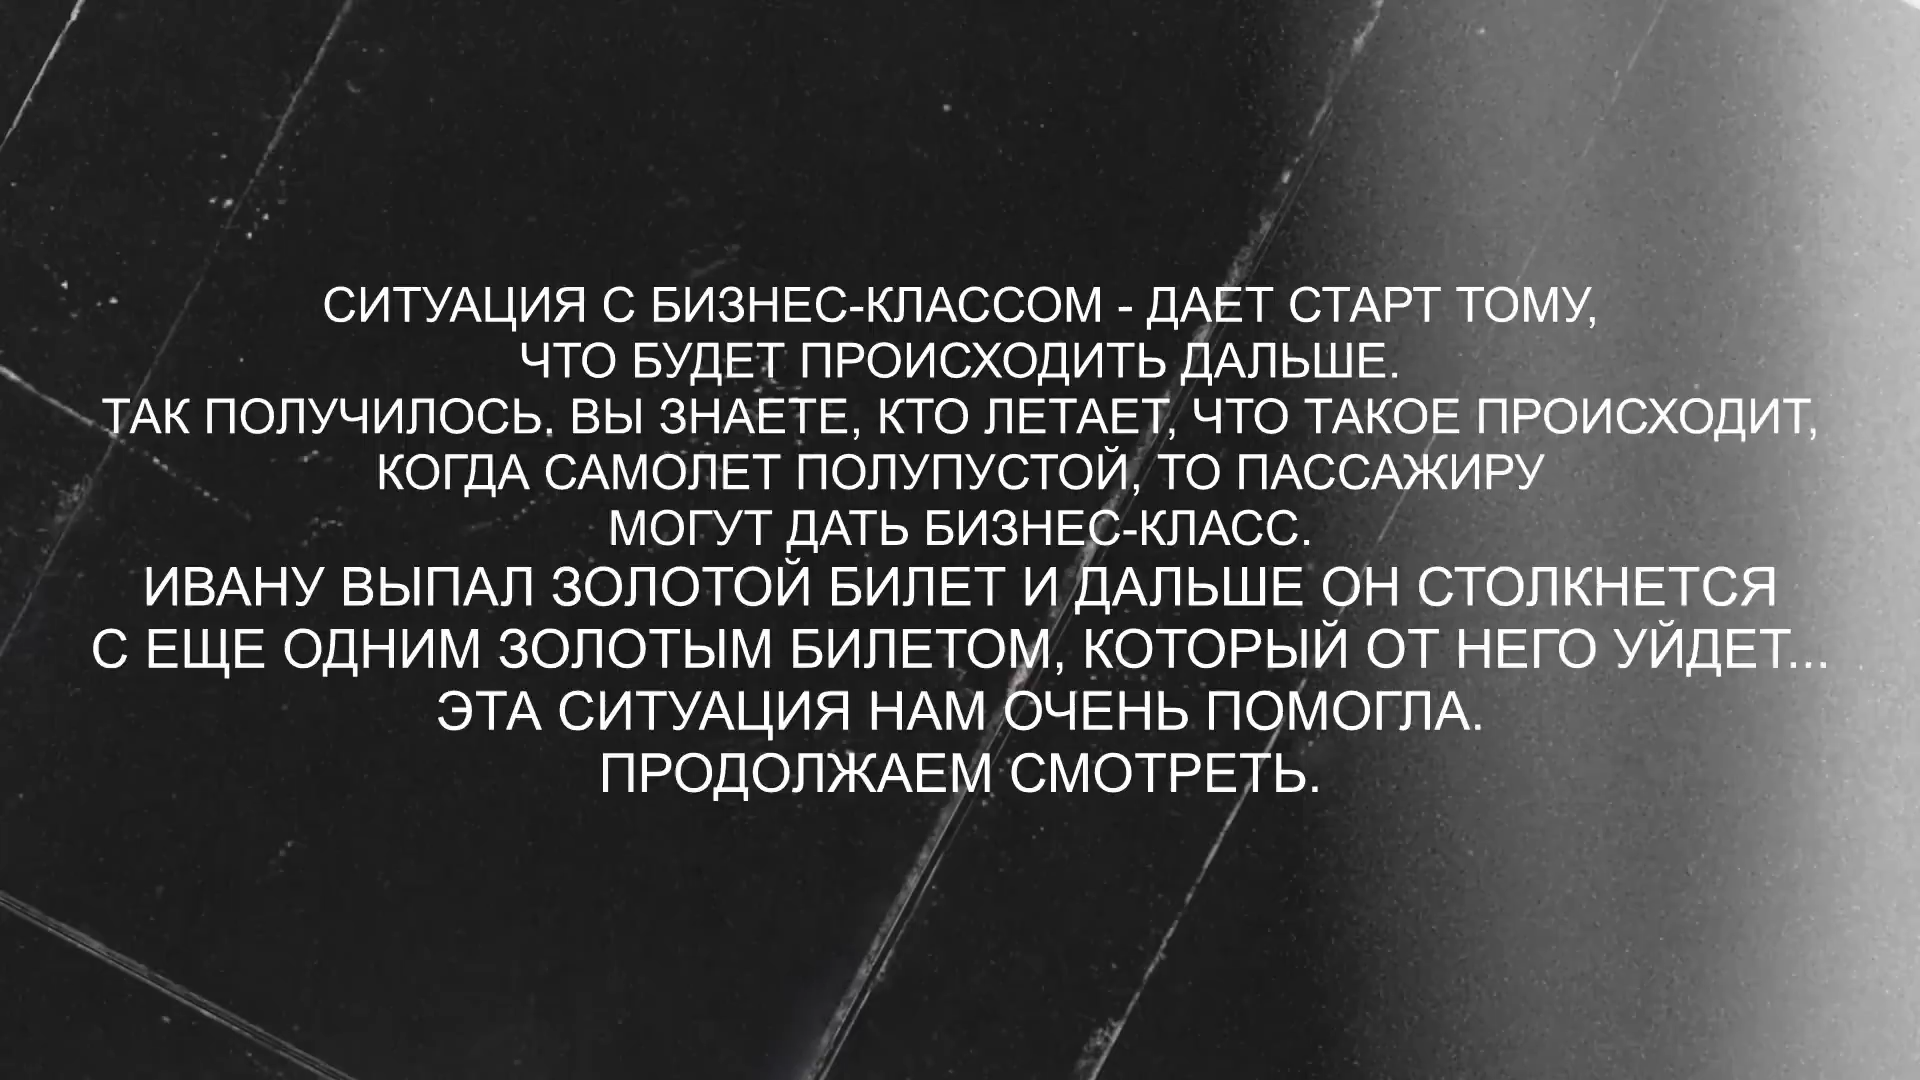 СИТУАЦИЯ С БИЗНЕС-КЛАССОМ - ДАЕТ СТАРТ ТОМУ,
ЧТО БУДЕТ ПРОИСХОДИТЬ ДАЛЬШЕ.
ТАК ПОЛУЧИЛОСЬ. ВЫ ЗНАЕТЕ, КТО ЛЕТАЕТ, ЧТО ТАКОЕ ПРОИСХОДИТ,
КОГДА САМОЛЕТ ПОЛУПУСТОЙ, ТО ПАССАЖИРУ
МОГУТ ДАТЬ БИЗНЕС-КЛАСС.
ИВАНУ ВЫПАЛ ЗОЛОТОЙ БИЛЕТ И ДАЛЬШЕ ОН СТОЛКНЕТСЯ
С ЕЩЕ ОДНИМ ЗОЛОТЫМ БИЛЕТОМ, КОТОРЫЙ ОТ НЕГО УЙДЕТ...
ЭТА СИТУАЦИЯ НАМ ОЧЕНЬ ПОМОГЛА.
ПРОДОЛЖАЕМ СМОТРЕТЬ.